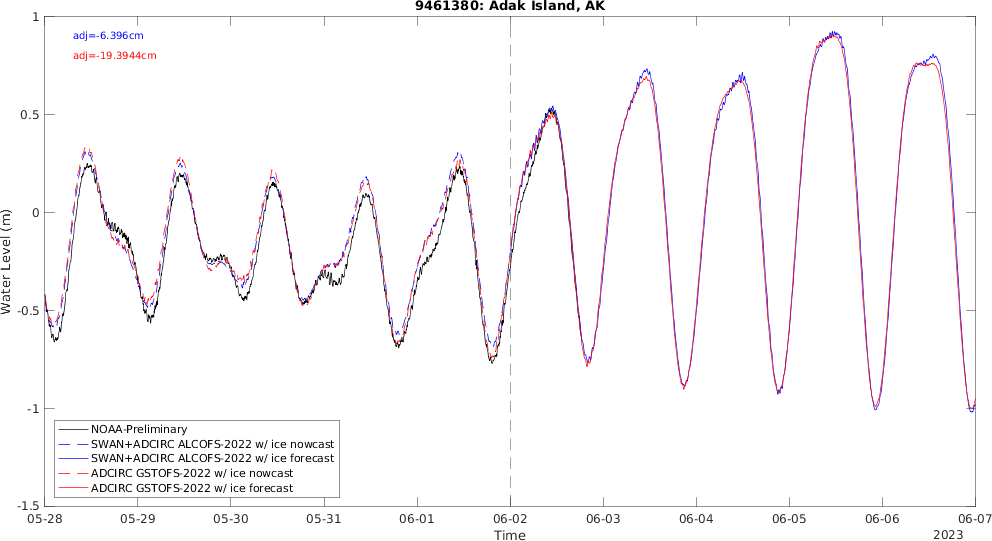 9461380: Adak Island, AK
adj=-6.396cm
adj=-19.3944cm
1
0.5
0
-0.5
-1
-1.5
Water Level (m)
NOAA-Preliminary
SWAN+ADCIRC ALCOFS-2022 w/ ice nowcast
SWAN+ADCIRC ALCOFS-2022 w/ ice forecast
ADCIRC GSTOFS-2022 w/ ice nowcast
ADCIRC GSTOFS-2022 w/ ice forecast
05-28 05-29 05-30 05-31 06-01 06-02 06-03 06-04 06-05 06-06 06-07
Time
2023